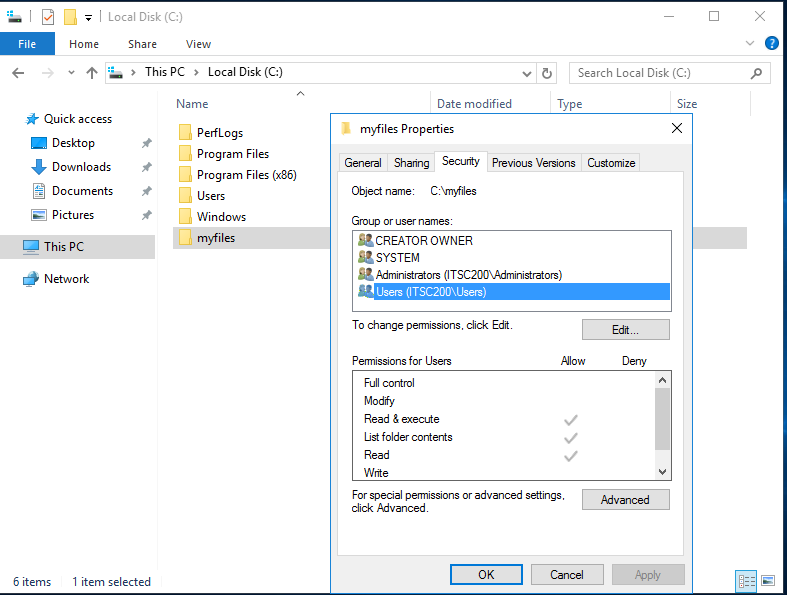 Local Disk (C:)
File Home Share View
This PC Local Disk (C:) Search Local Disk (C:)
Name Date modified Type Size
Quick access
Desktop
Downloads
Documents
Pictures
This PC
Network
PerfLogs
Program Files
Program Files (x86)
Users
Windows
myfiles
myfiles Properties
General Sharing Security Previous Versions Customize
Object name: C:\myfiles
Group or user names:
CREATOR OWNER
SYSTEM
Administrators (ITSC200\Administrators)
Users (ITSC200\Users)
To change permissions, click Edit. Edit...
Permissions for Users Allow Deny
Full control
Modify
Read & execute
List folder contents
Read
Write
For special permissions or advanced settings,
click Advanced. Advanced
OK Cancel Apply
6 items 1 item selected